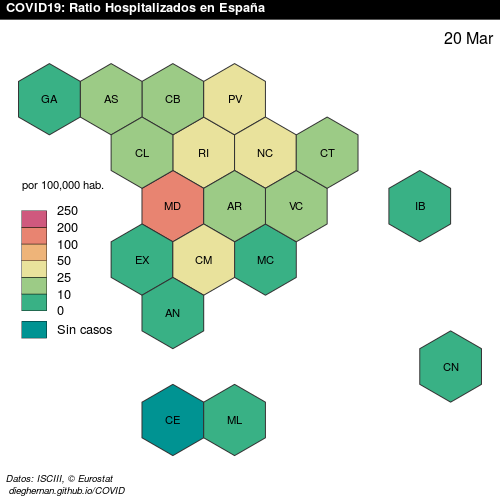 COVID19: Ratio Hospitalizados en España
20 Mar
GA AS CB PV
CL RI NC CT
por 100,000 hab.
MD AR VC IB
250
200
100
50
25
10
0
Sin casos
EX CM MC
AN
CN
CE ML
Datos: ISCIII, © Eurostat
dieghernan.github.io/COVID